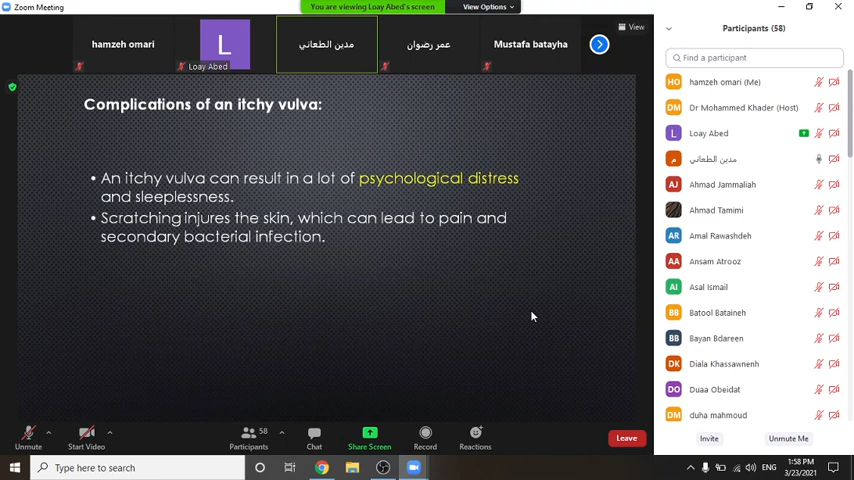 Zoom Meeting
You are viewing Loay Abed's screen
View Options
View
hamzeh omari
L
Loay Abed
مدين الطعاني
عمر رضوان
Mustafa batayha
Complications of an itchy vulva:
• An itchy vulva can result in a lot of psychological distress
and sleeplessness.
• Scratching injures the skin, which can lead to pain and
secondary bacterial infection.
Participants (58)
Find a participant
HO hamzeh omari (Me)
DM Dr Mohammed Khader (Host)
L Loay Abed
م مدين الطعاني
AJ Ahmad Jammaliah
Ahmad Tamimi
AR Amal Rawashdeh
AA Ansam Atrooz
AI Asal Ismail
BB Batool Bataineh
BB Bayan Bdareen
DK Diala Khassawnenh
DO Duaa Obeidat
DM duha mahmoud
Invite
Unmute Me
Unmute
Start Video
58
Participants
Chat
Share Screen
Record
Reactions
Leave
Type here to search
ENG
1:58 PM
3/23/2021